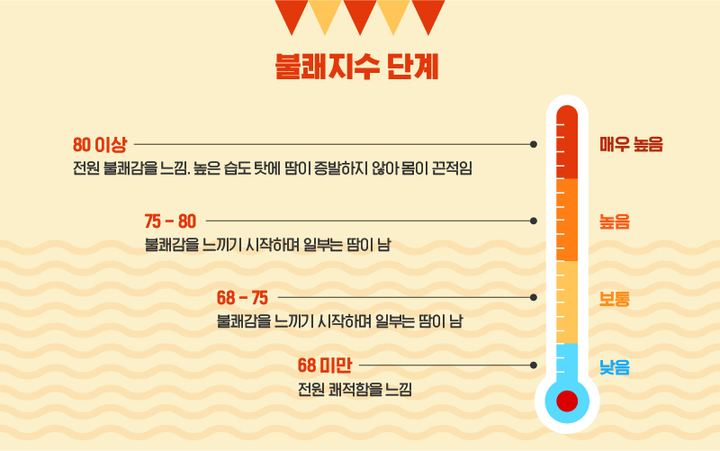 불쾌지수 단계
80 이상
매우 높음
전원 불쾌감을 느낌. 높은 습도 탓에 땀이 증발하지 않아 몸이 끈적임
75 - 80
높음
불쾌감을 느끼기 시작하며 일부는 땀이 남
68 - 75
보통
불쾌감을 느끼기 시작하며 일부는 땀이 남
68 미만
낮음
전원 쾌적함을 느낌